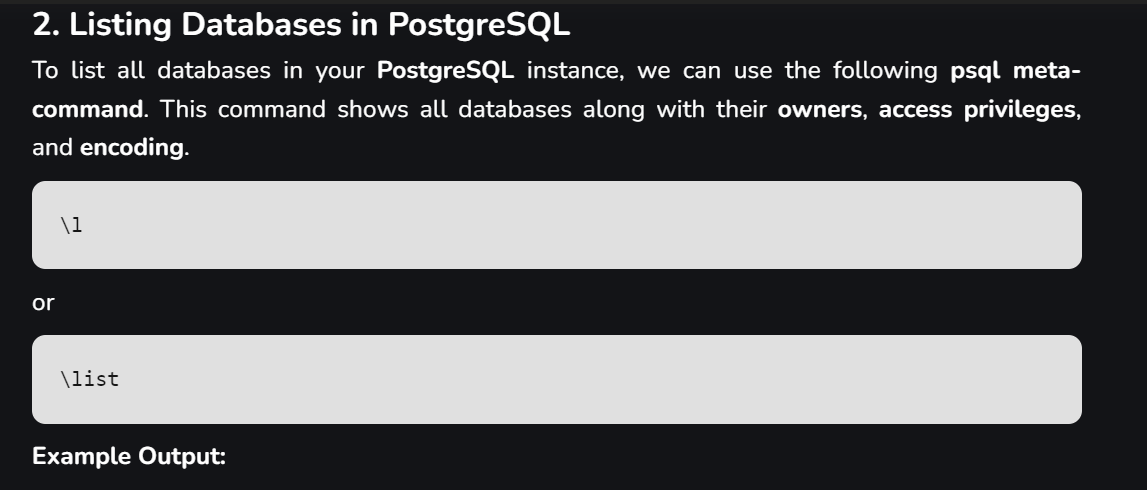 2. Listing Databases in PostgreSQL
To list all databases in your PostgreSQL instance, we can use the following psql meta-
command. This command shows all databases along with their owners, access privileges,
and encoding.
\l
or
\list
Example Output: